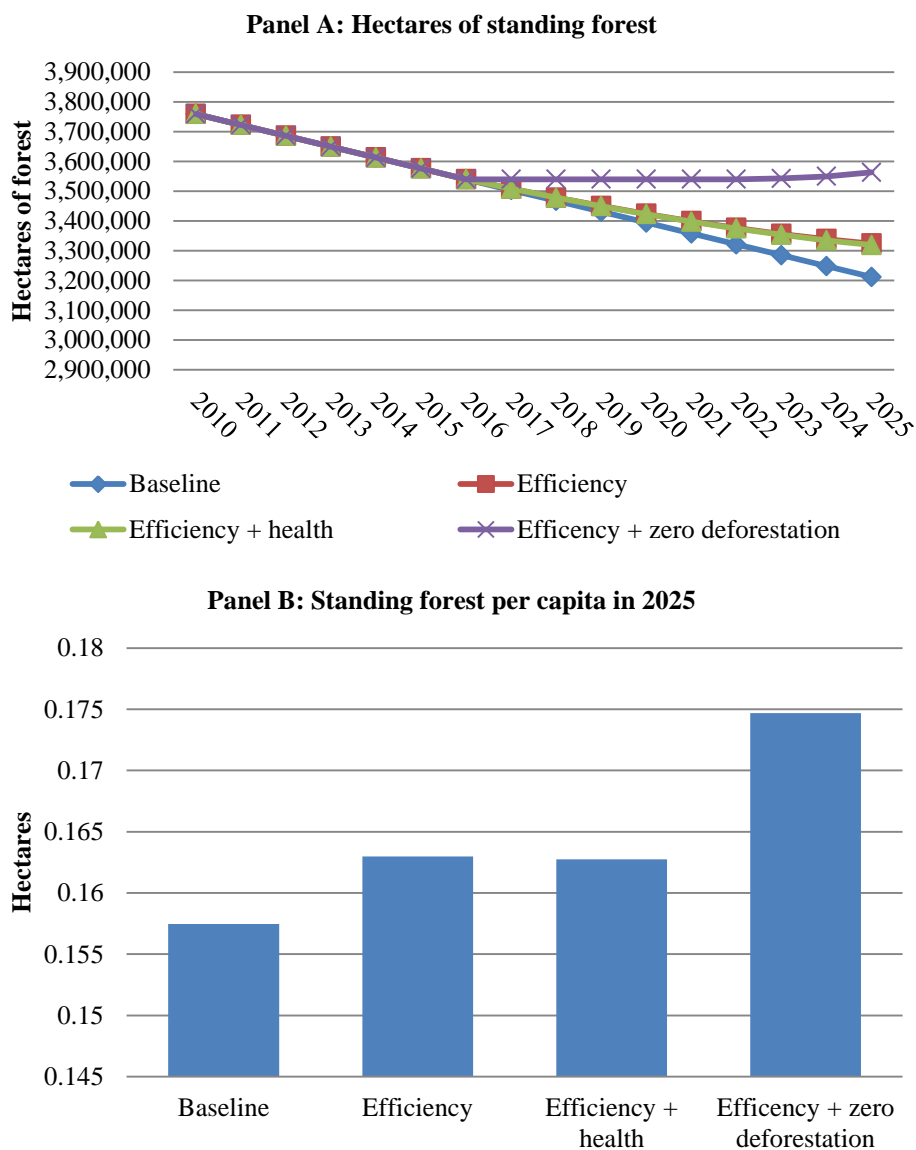 Panel A: Hectares of standing forest
Hectares of forest
3,900,000
3,800,000
3,700,000
3,600,000
3,500,000
3,400,000
3,300,000
3,200,000
3,100,000
3,000,000
2,900,000
2010 2011 2012 2013 2014 2015 2016 2017 2018 2019 2020 2021 2022 2023 2024 2025
Baseline Efficiency
Efficiency + health Efficency + zero deforestation
Panel B: Standing forest per capita in 2025
Hectares
0.18
0.175
0.17
0.165
0.16
0.155
0.15
0.145
Baseline Efficiency Efficiency + Efficency + zero
health deforestation